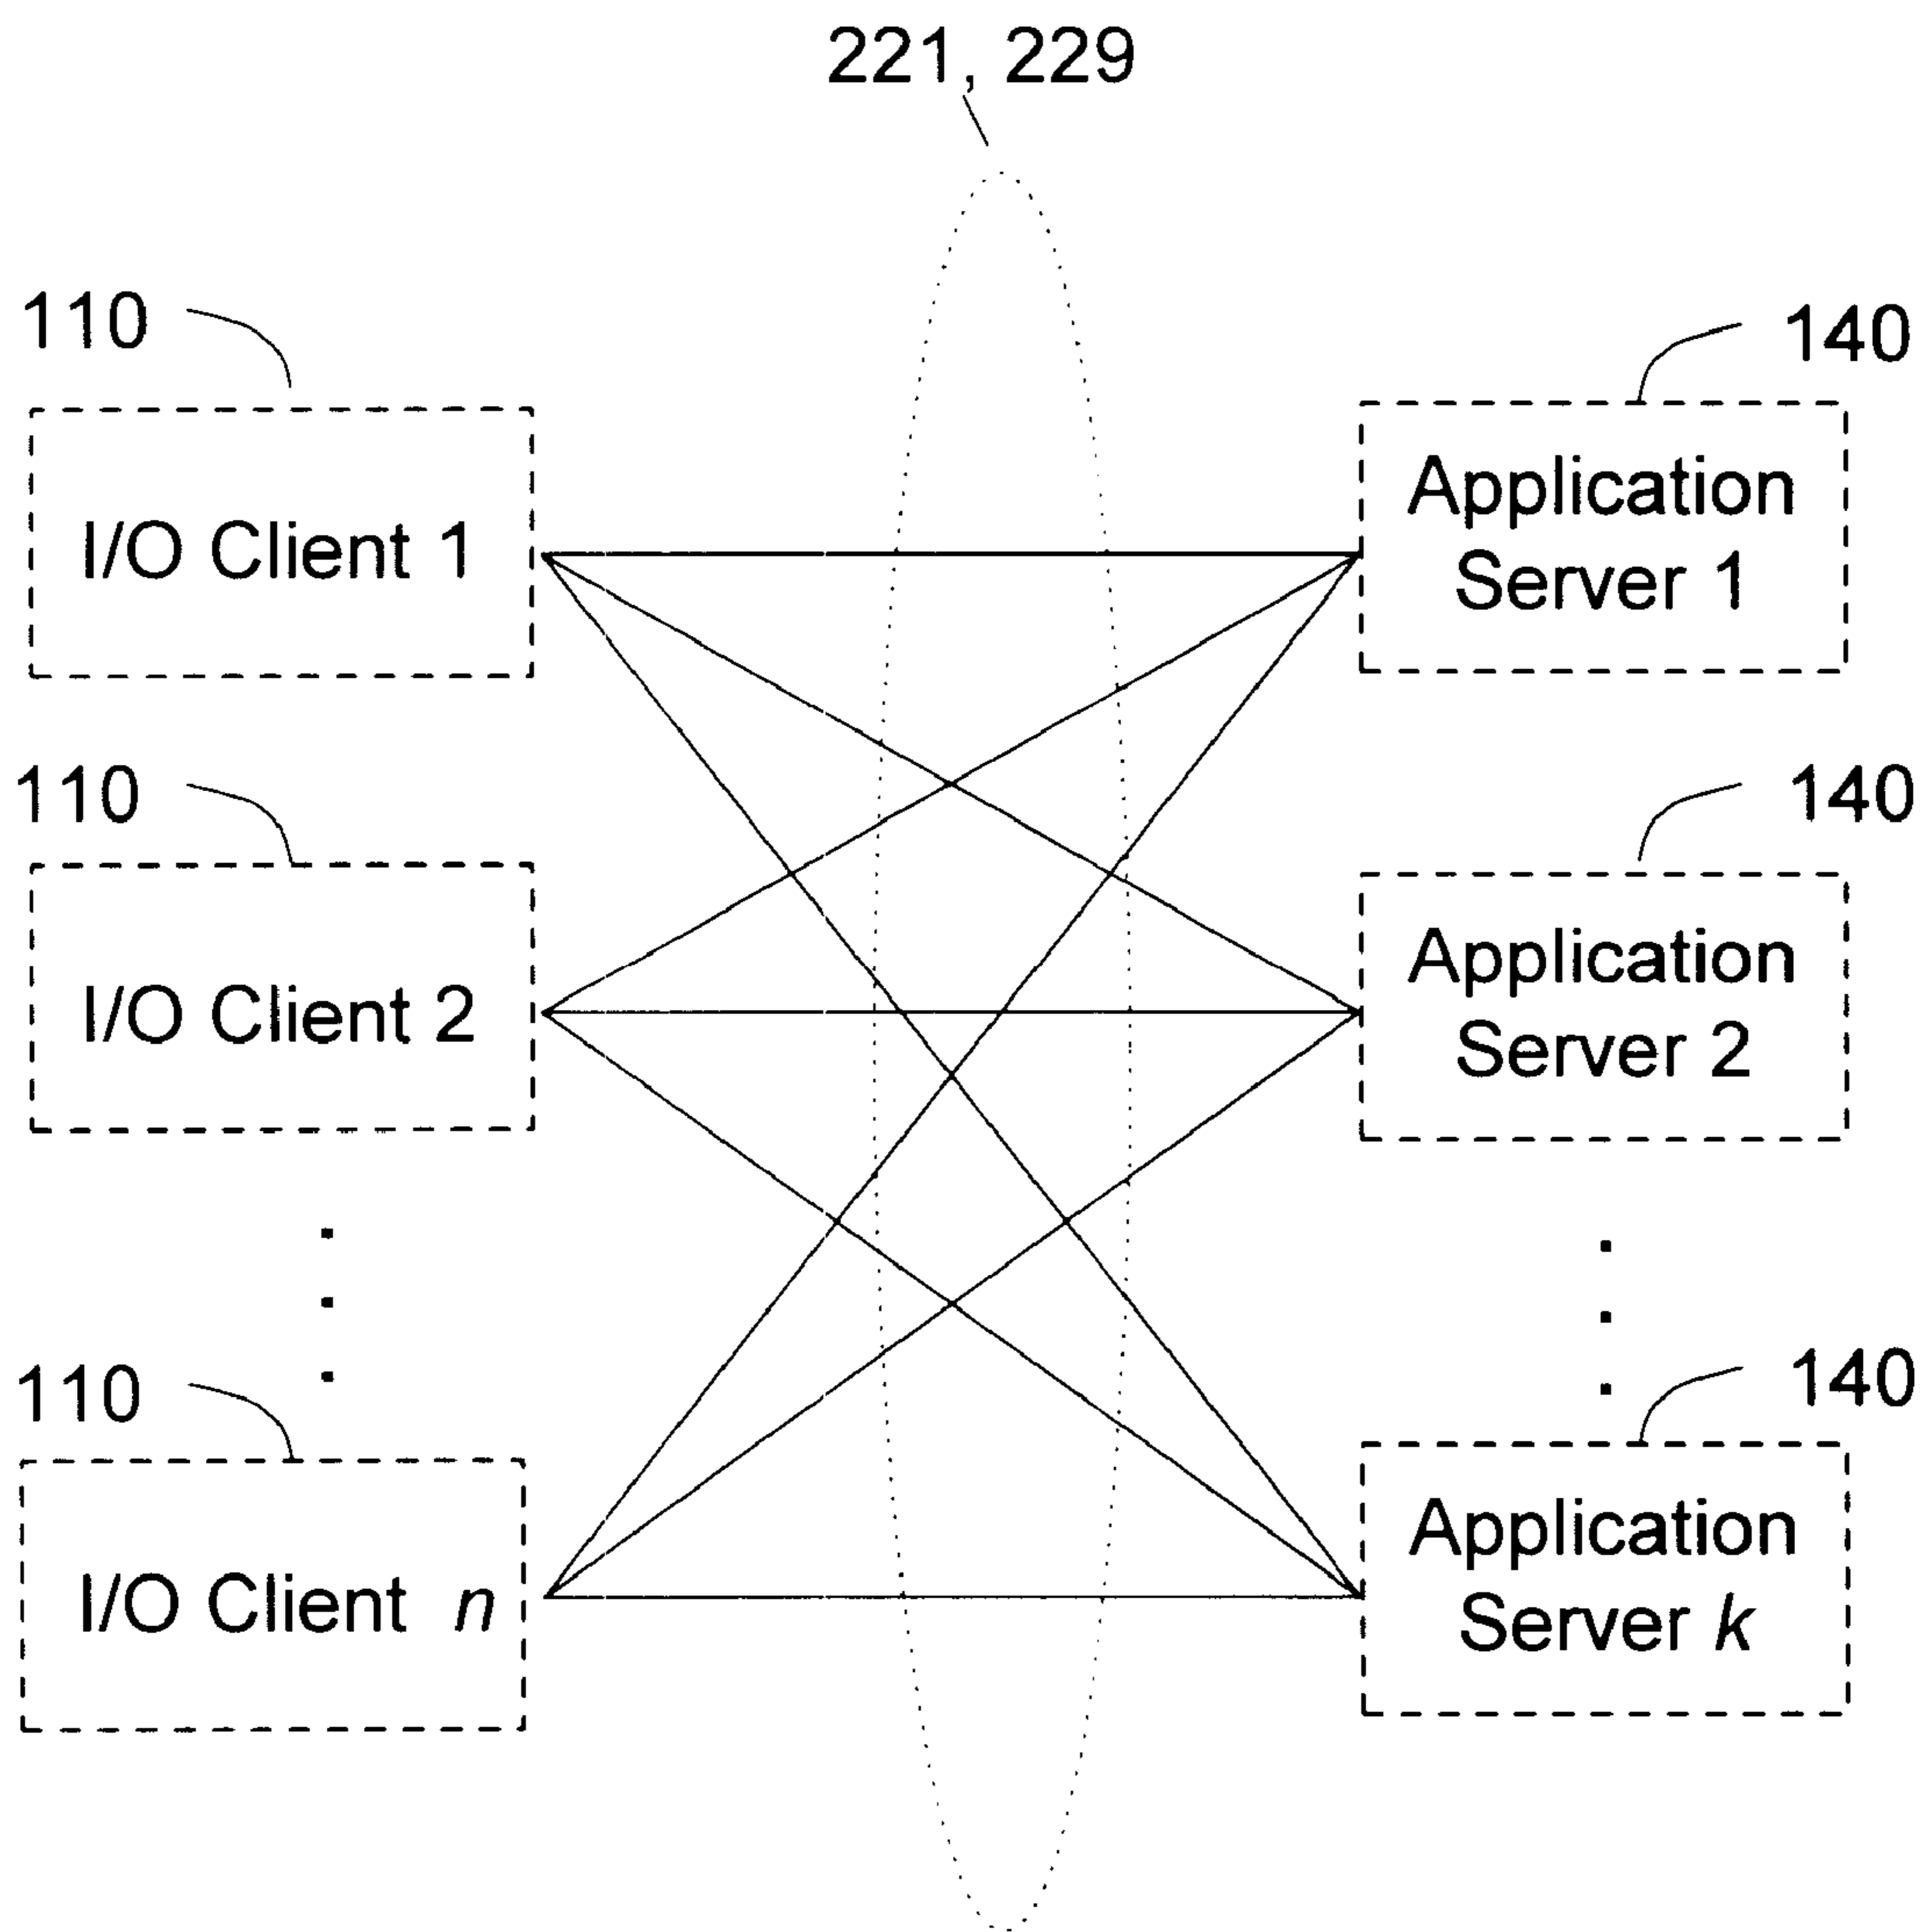 221, 229
110
140
I/O Client 1
Application
Server 1
110
140
I/O Client 2
Application
Server 2
110
140
I/O Client n
Application
Server k